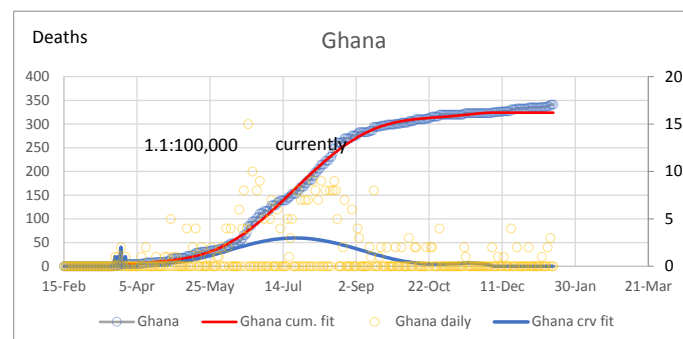 Deaths
Ghana
400
350
300
250
200
150
100
50
0
20
15
10
5
0
1.1:100,000 currently
15-Feb 5-Apr 25-May 14-Jul 2-Sep 22-Oct 11-Dec 30-Jan 21-Mar
Ghana Ghana cum. fit Ghana daily Ghana crv fit